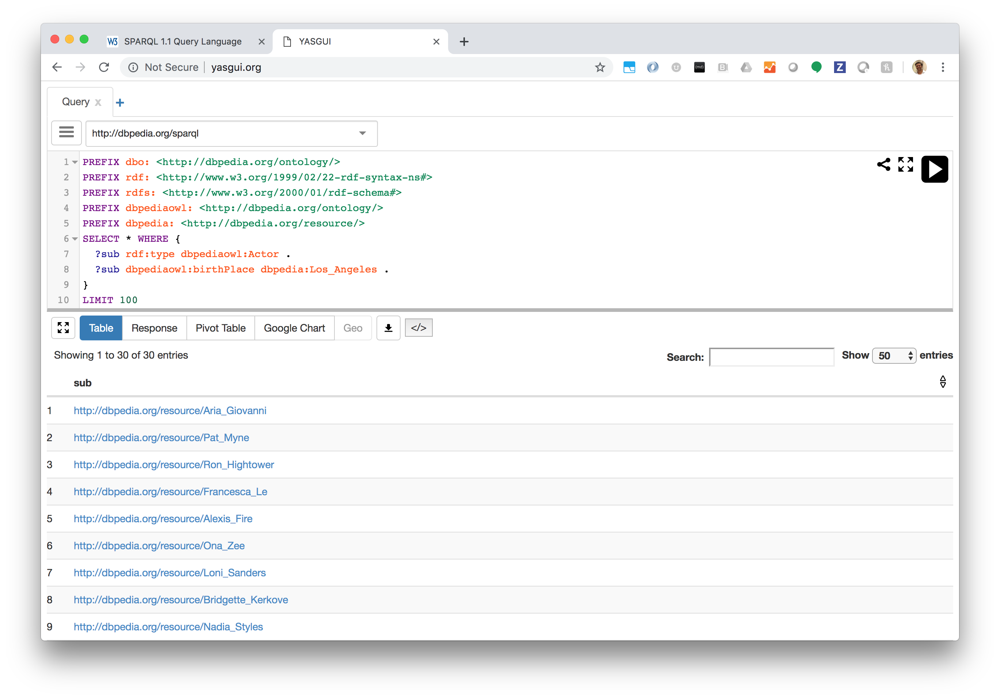 W3 SPARQL 1.1 Query Language
YASGUI
Not Secure yasgui.org
(md)
B
Z
h
Query x +
http://dbpedia.org/sparql
1 PREFIX dbo: <http://dbpedia.org/ontology/>
2 PREFIX rdf: <http://www.w3.org/1999/02/22-rdf-syntax-ns#>
3 PREFIX rdfs: <http://www.w3.org/2000/01/rdf-schema#>
4 PREFIX dbpediaowl: <http://dbpedia.org/ontology/>
5 PREFIX dbpedia: <http://dbpedia.org/resource/>
6 SELECT * WHERE {
7 ?sub rdf:type dbpediaowl:Actor .
8 ?sub dbpediaowl:birthPlace dbpedia:Los_Angeles .
9 }
10 LIMIT 100
Table Response Pivot Table Google Chart Geo </>
Showing 1 to 30 of 30 entries Search: Show 50 entries
sub
1 http://dbpedia.org/resource/Aria_Giovanni
2 http://dbpedia.org/resource/Pat_Myne
3 http://dbpedia.org/resource/Ron_Hightower
4 http://dbpedia.org/resource/Francesca_Le
5 http://dbpedia.org/resource/Alexis_Fire
6 http://dbpedia.org/resource/Ona_Zee
7 http://dbpedia.org/resource/Loni_Sanders
8 http://dbpedia.org/resource/Bridgette_Kerkove
9 http://dbpedia.org/resource/Nadia_Styles